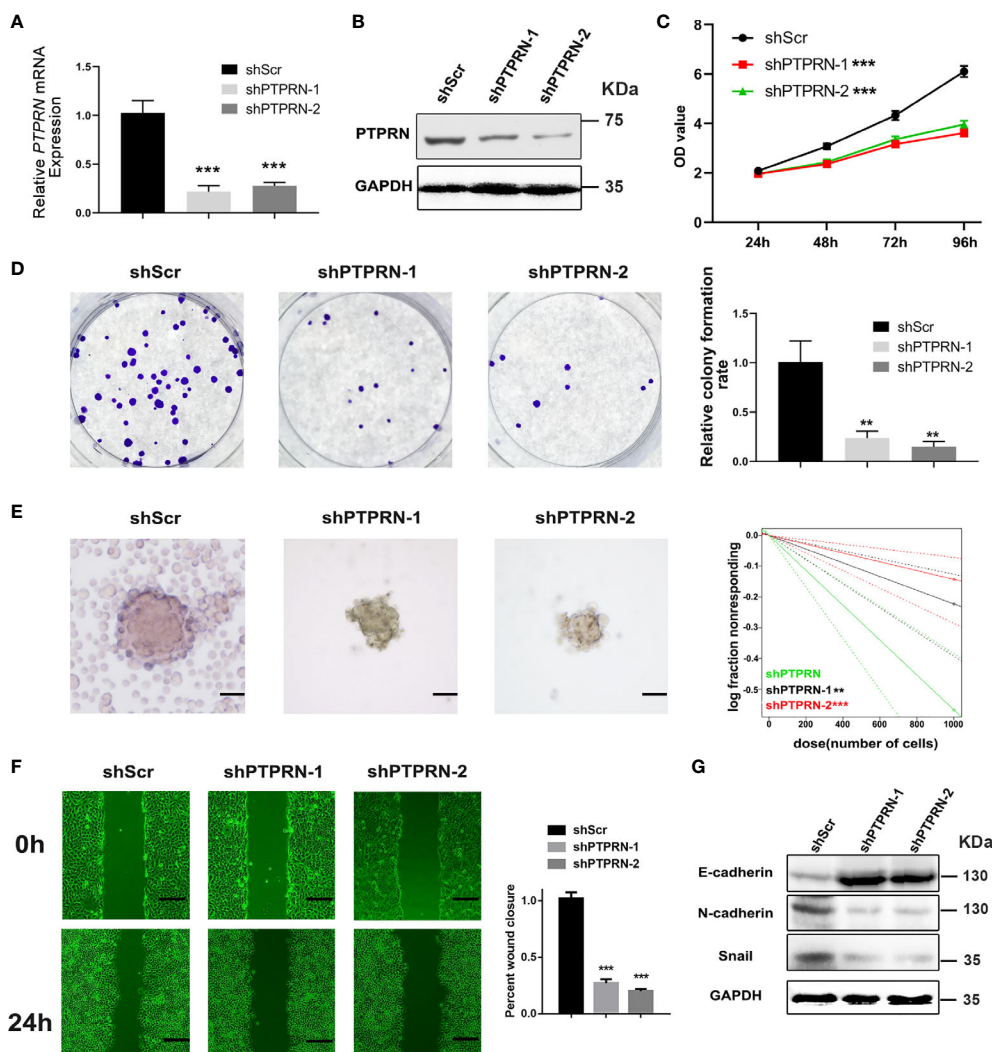 A
Relative PTPRN mRNA
Expression
1.5
1.0
0.5
0.0
shScr
shPTPRN-1
shPTPRN-2
***
***
B
shScr
shPTPRN-1
shPTPRN-2
KDa
PTPRN
75
GAPDH
35
C
shScr
shPTPRN-1 ***
shPTPRN-2 ***
OD value
8
6
4
2
0
24h 48h 72h 96h
D
shScr shPTPRN-1 shPTPRN-2
Relative colony formation
rate
1.5
1.0
0.5
0.0
shScr
shPTPRN-1
shPTPRN-2
**
**
E
shScr shPTPRN-1 shPTPRN-2
log fraction nonresponding
0.0
-0.1
-0.2
-0.3
-0.4
-0.5
shPTPRN
shPTPRN-1**
shPTPRN-2***
0 200 400 600 800 1000
dose(number of cells)
F
shScr shPTPRN-1 shPTPRN-2
0h
24h
shScr
shPTPRN-1
shPTPRN-2
Percent wound closure
1.0
0.5
0.0
***
***
G
shScr
shPTPRN-1
shPTPRN-2
KDa
E-cadherin
130
N-cadherin
130
Snail
35
GAPDH
35